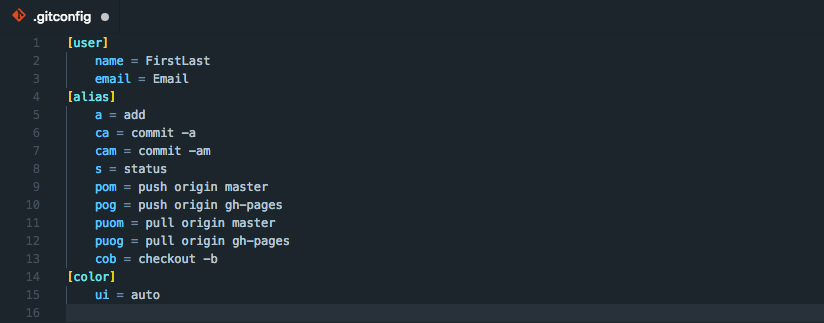 .gitconfig
1 [user]
2 name = FirstLast
3 email = Email
4 [alias]
5 a = add
6 ca = commit -a
7 cam = commit -am
8 s = status
9 pom = push origin master
10 pog = push origin gh-pages
11 puom = pull origin master
12 puog = pull origin gh-pages
13 cob = checkout -b
14 [color]
15 ui = auto
16